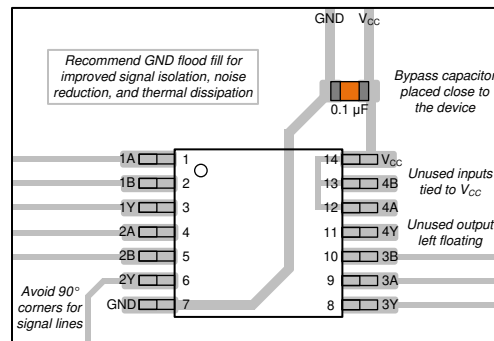 GND V_CC
Recommend GND flood fill for
improved signal isolation, noise
reduction, and thermal dissipation
Bypass capacitor
placed close to
the device
0.1 μF
1A 1 14 V_CC
1B 2 13 4B
1Y 3 12 4A
2A 4 11 4Y
2B 5 10 3B
2Y 6 9 3A
GND 7 8 3Y
Unused inputs
tied to V_CC
Unused output
left floating
Avoid 90°
corners for
signal lines